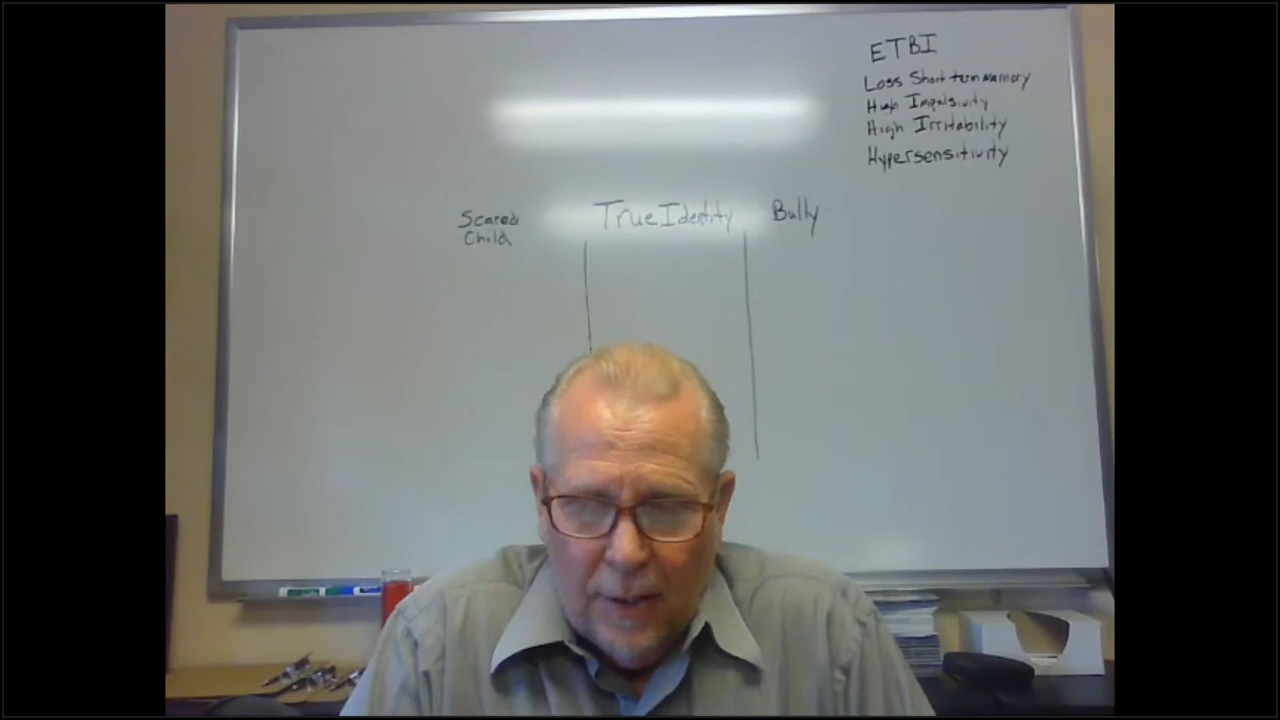 ETBI
Loss Short term memory
High Impulsivity
High Irritability
Hypersensitivity
Scared
Child
True Identity
Bully